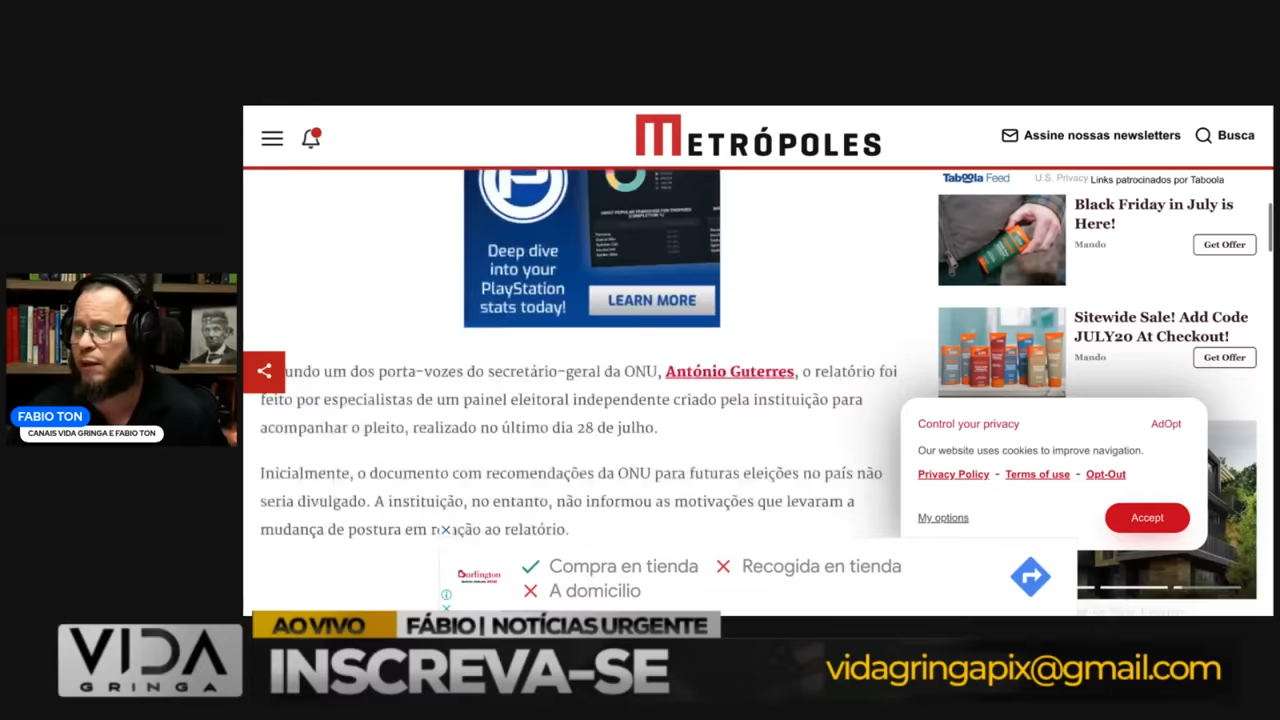 METRÓPOLES
Assine nossas newsletters
Busca
Deep dive
into your
PlayStation
stats today!
LEARN MORE
Taboola Feed
U.S. Privacy
Links patrocinados por Taboola
Black Friday in July is
Here!
Mando
Get Offer
Sitewide Sale! Add Code
JULY20 At Checkout!
Mando
Get Offer
undo um dos porta-vozes do secretário-geral da ONU, António Guterres, o relatório foi
feito por especialistas de um painel eleitoral independente criado pela instituição para
acompanhar o pleito, realizado no último dia 28 de julho.
Inicialmente, o documento com recomendações da ONU para futuras eleições no país não
seria divulgado. A instituição, no entanto, não informou as motivações que levaram a
mudança de postura em ação ao relatório.
Control your privacy
AdOpt
Our website uses cookies to improve navigation.
Privacy Policy - Terms of use - Opt-Out
My options
Accept
Burlington
Compra en tienda
Recogida en tienda
A domicilio
FABIO TON
CANAIS VIDA GRINGA E FABIO TON
AO VIVO
FÁBIO | NOTÍCIAS URGENTE
VIDA
GRINGA
INSCREVA-SE
vidagringapix@gmail.com